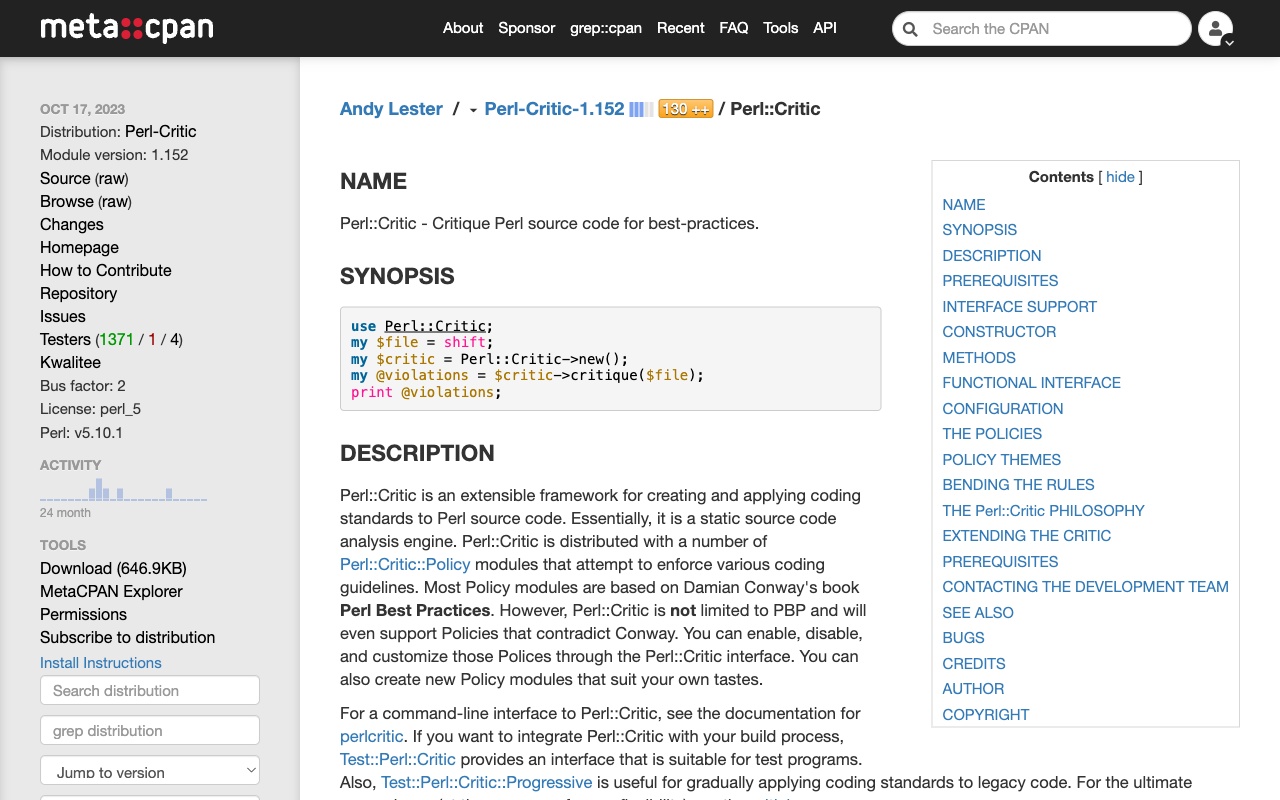 meta::cpan
About Sponsor grep::cpan Recent FAQ Tools API
Search the CPAN
OCT 17, 2023
Distribution: Perl-Critic
Module version: 1.152
Source (raw)
Browse (raw)
Changes
Homepage
How to Contribute
Repository
Issues
Testers (1371 / 1 / 4)
Kwalitee
Bus factor: 2
License: perl_5
Perl: v5.10.1
ACTIVITY
24 month
TOOLS
Download (646.9KB)
MetaCPAN Explorer
Permissions
Subscribe to distribution
Install Instructions
Search distribution
grep distribution
Jump to version
Andy Lester / Perl-Critic-1.152 130 ++ / Perl::Critic
NAME
Perl::Critic - Critique Perl source code for best-practices.
SYNOPSIS
use Perl::Critic;
my $file = shift;
my $critic = Perl::Critic->new();
my @violations = $critic->critique($file);
print @violations;
DESCRIPTION
Perl::Critic is an extensible framework for creating and applying coding
standards to Perl source code. Essentially, it is a static source code
analysis engine. Perl::Critic is distributed with a number of
Perl::Critic::Policy modules that attempt to enforce various coding
guidelines. Most Policy modules are based on Damian Conway's book
Perl Best Practices. However, Perl::Critic is not limited to PBP and will
even support Policies that contradict Conway. You can enable, disable,
and customize those Polices through the Perl::Critic interface. You can
also create new Policy modules that suit your own tastes.
For a command-line interface to Perl::Critic, see the documentation for
perlcritic. If you want to integrate Perl::Critic with your build process,
Test::Perl::Critic provides an interface that is suitable for test programs.
Also, Test::Perl::Critic::Progressive is useful for gradually applying coding standards to legacy code. For the ultimate
Contents [ hide ]
NAME
SYNOPSIS
DESCRIPTION
PREREQUISITES
INTERFACE SUPPORT
CONSTRUCTOR
METHODS
FUNCTIONAL INTERFACE
CONFIGURATION
THE POLICIES
POLICY THEMES
BENDING THE RULES
THE Perl::Critic PHILOSOPHY
EXTENDING THE CRITIC
PREREQUISITES
CONTACTING THE DEVELOPMENT TEAM
SEE ALSO
BUGS
CREDITS
AUTHOR
COPYRIGHT